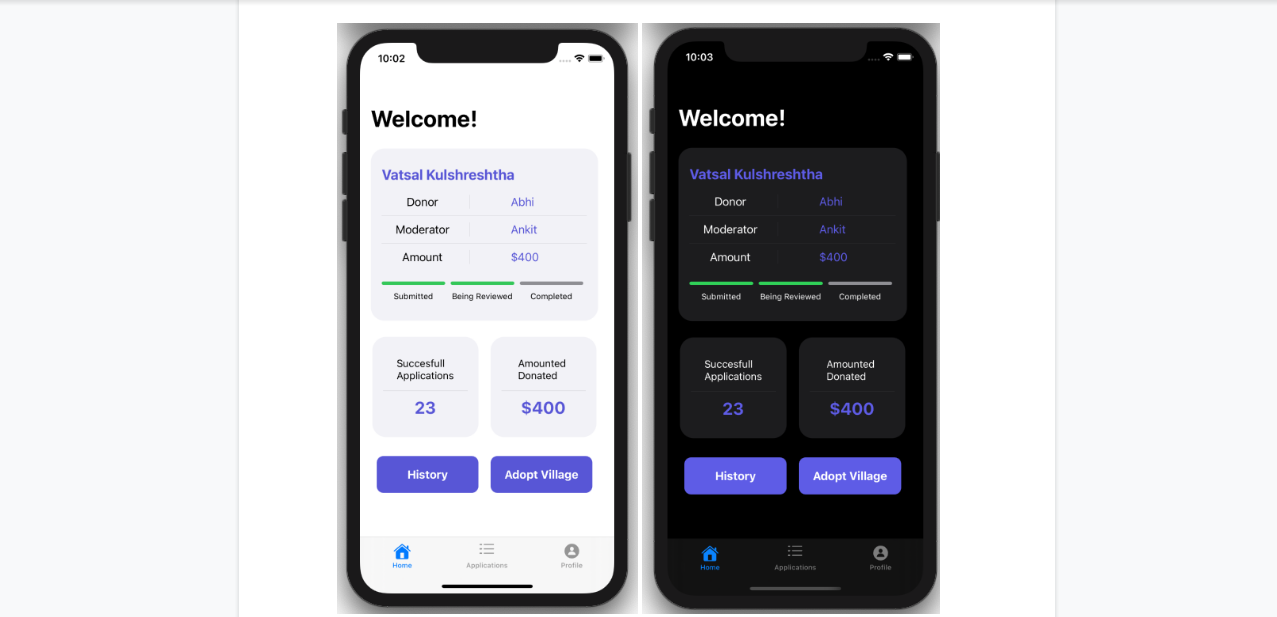 10:02
Welcome!
Vatsal Kulshreshtha
Donor Abhi
Moderator Ankit
Amount $400
Submitted Being Reviewed Completed
Succesfull
Applications
23
Amounted
Donated
$400
History Adopt Village
Home Applications Profile
10:03
Welcome!
Vatsal Kulshreshtha
Donor Abhi
Moderator Ankit
Amount $400
Submitted Being Reviewed Completed
Succesfull
Applications
23
Amounted
Donated
$400
History Adopt Village
Home Applications Profile